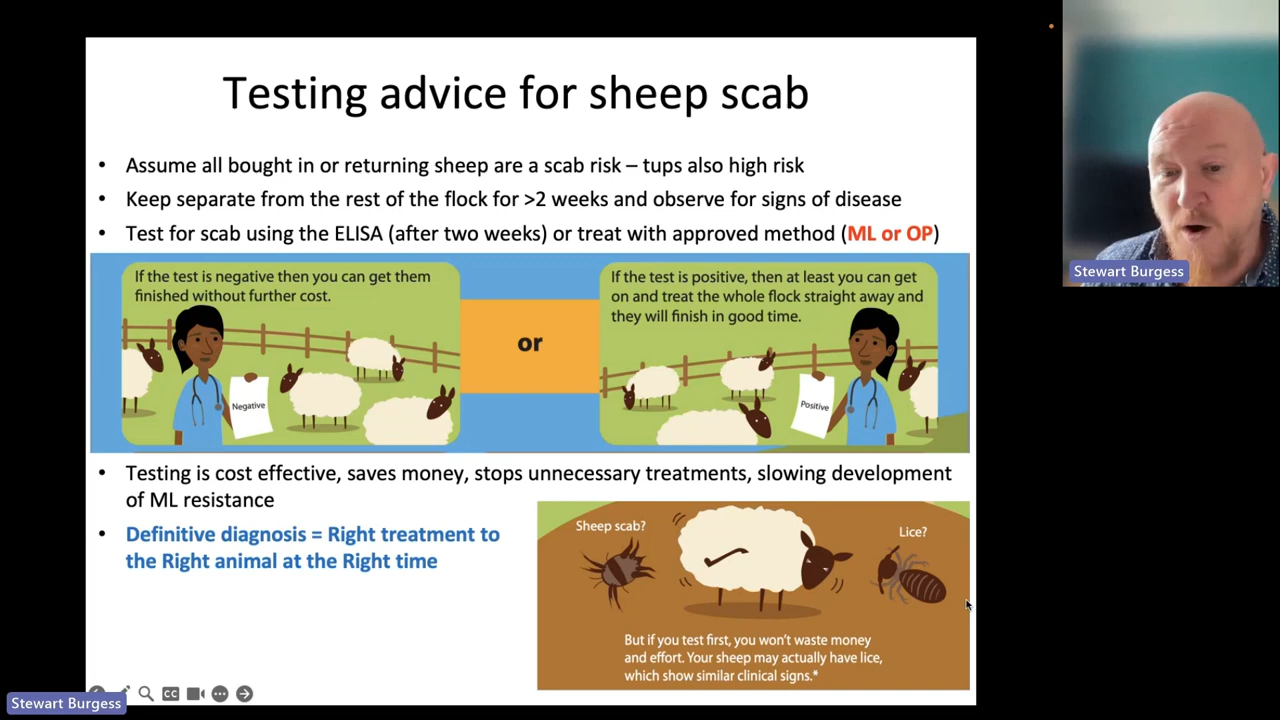 Testing advice for sheep scab
• Assume all bought in or returning sheep are a scab risk – tups also high risk
• Keep separate from the rest of the flock for >2 weeks and observe for signs of disease
• Test for scab using the ELISA (after two weeks) or treat with approved method (ML or OP)
If the test is negative then you can get them
finished without further cost.
Negative
or
If the test is positive, then at least you can get
on and treat the whole flock straight away and
they will finish in good time.
Positive
• Testing is cost effective, saves money, stops unnecessary treatments, slowing development
of ML resistance
• Definitive diagnosis = Right treatment to
the Right animal at the Right time
Sheep scab?
Lice?
But if you test first, you won't waste money
and effort. Your sheep may actually have lice,
which show similar clinical signs.*
CC
Stewart Burgess
Stewart Burgess